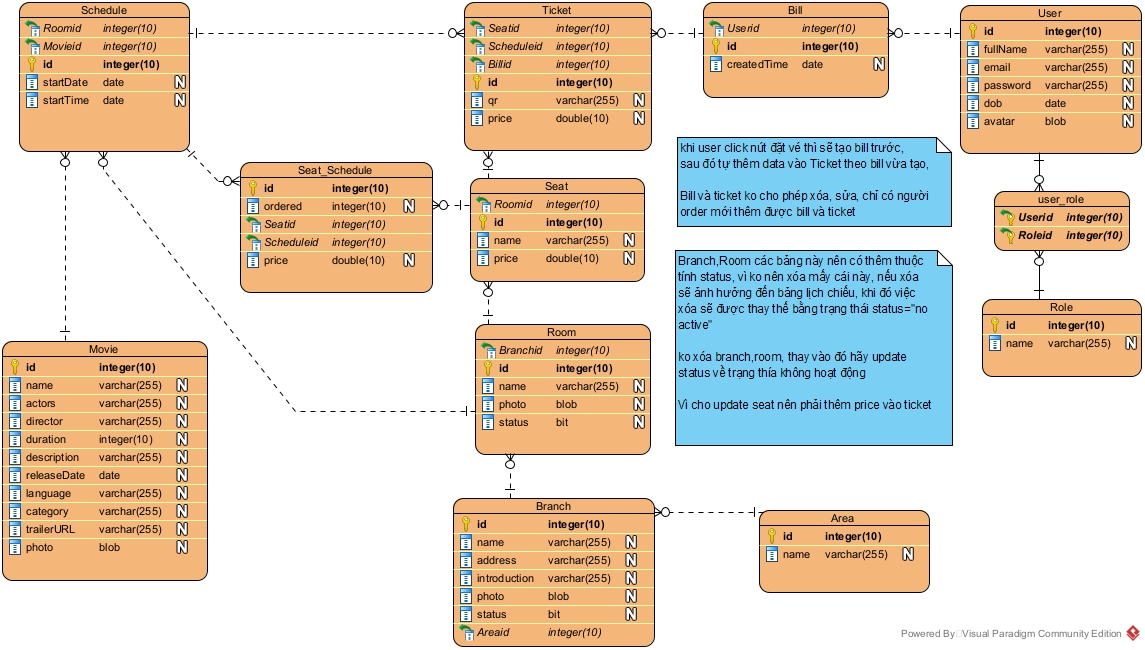 Schedule
Roomid integer(10)
Movieid integer(10)
id integer(10)
startDate date N
startTime date N
Ticket
Seatid integer(10)
Scheduleid integer(10)
Billid integer(10)
id integer(10)
qr varchar(255) N
price double(10) N
Bill
Userid integer(10)
id integer(10)
createdTime date N
User
id integer(10)
fullName varchar(255) N
email varchar(255) N
password varchar(255) N
dob date N
avatar blob N
Seat_Schedule
id integer(10)
ordered integer(10) N
Seatid integer(10)
Scheduleid integer(10)
price double(10) N
Seat
Roomid integer(10)
id integer(10)
name varchar(255) N
price double(10) N
khi user click nút đặt vé thì sẽ tạo bill trước,
sau đó tự thêm data vào Ticket theo bill vừa tạo,
Bill và ticket ko cho phép xóa, sửa, chỉ có người
order mới thêm được bill và ticket
user_role
Userid integer(10)
Roleid integer(10)
Branch,Room các bảng này nên có thêm thuộc
tính status, vì ko nên xóa mấy cái này, nếu xóa
sẽ ảnh hưởng đến bảng lịch chiếu, khi đó việc
xóa sẽ được thay thế bằng trạng thái status="no
active"
ko xóa branch,room, thay vào đó hãy update
status về trạng thía không hoạt động
Vì cho update seat nên phải thêm price vào ticket
Role
id integer(10)
name varchar(255) N
Movie
id integer(10)
name varchar(255) N
actors varchar(255) N
director varchar(255) N
duration integer(10) N
description varchar(255) N
releaseDate date N
language varchar(255) N
category varchar(255) N
trailerURL varchar(255) N
photo blob N
Room
Branchid integer(10)
id integer(10)
name varchar(255) N
photo blob N
status bit N
Branch
id integer(10)
name varchar(255) N
address varchar(255) N
introduction varchar(255) N
photo blob N
status bit N
Areaid integer(10)
Area
id integer(10)
name varchar(255) N
Powered By Visual Paradigm Community Edition